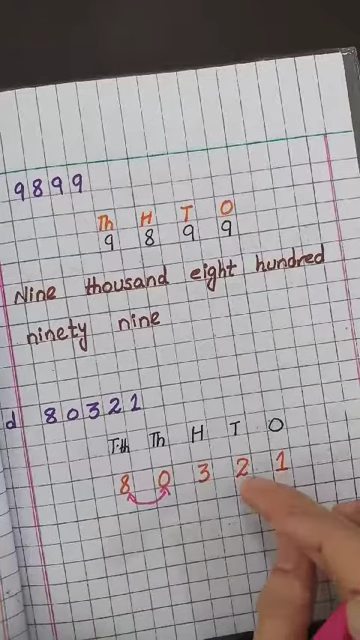 9899
Th H T O
9 8 9 9
Nine thousand eight hundred
ninety nine
d 80321
T.th Th H T O
8 0 3 2 1